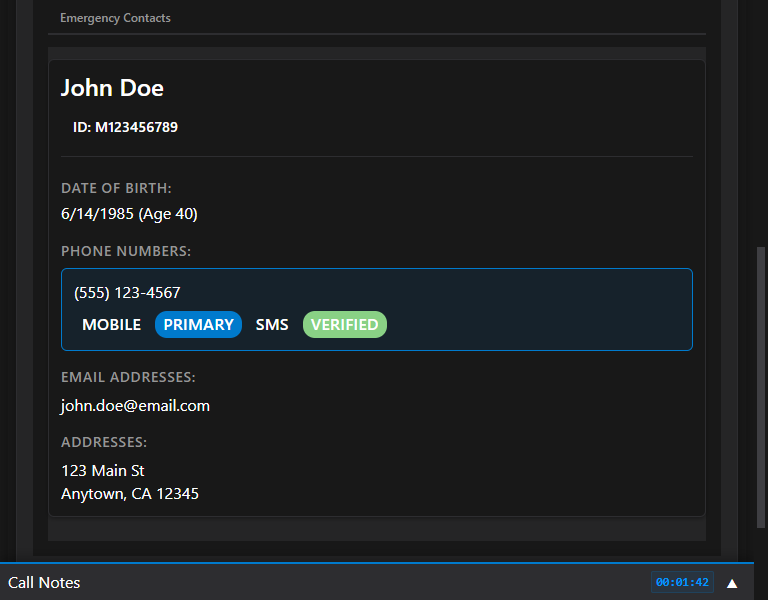 Emergency Contacts
John Doe
ID: M123456789
DATE OF BIRTH:
6/14/1985 (Age 40)
PHONE NUMBERS:
(555) 123-4567
MOBILE PRIMARY SMS VERIFIED
EMAIL ADDRESSES:
john.doe@email.com
ADDRESSES:
123 Main St
Anytown, CA 12345
Call Notes 00:01:42 ▲